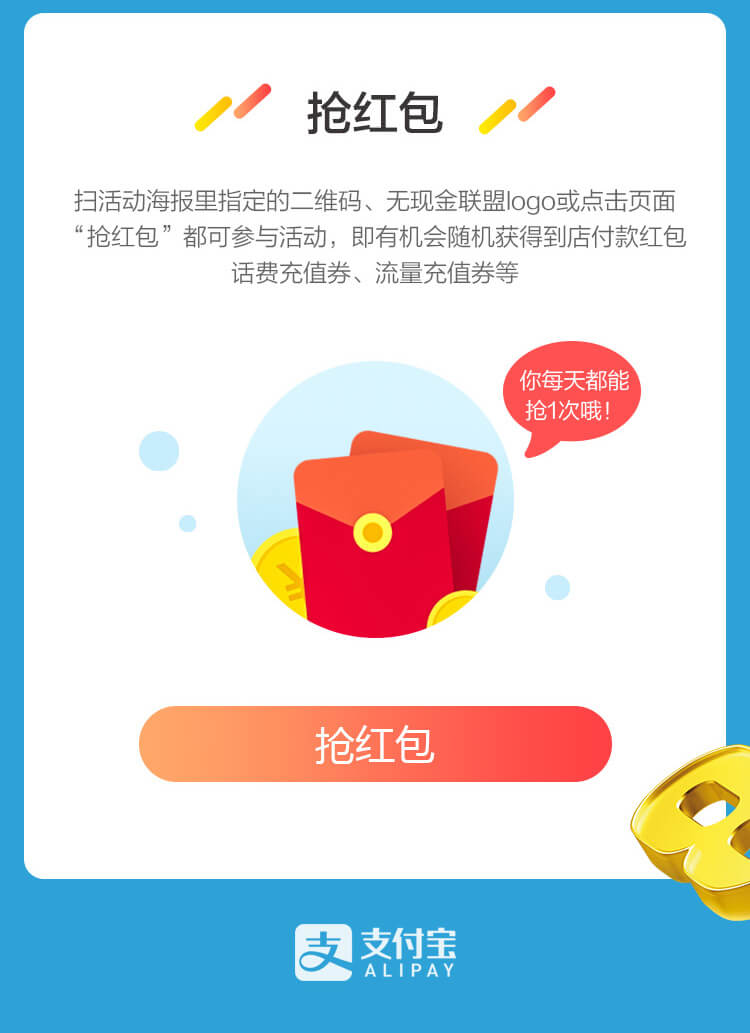 抢红包
扫活动海报里指定的二维码、无现金联盟logo或点击页面
“抢红包”都可参与活动，即有机会随机获得到店付款红包
话费充值券、流量充值券等
你每天都能
抢1次哦！
¥
抢红包
8
支 支付宝
ALIPAY